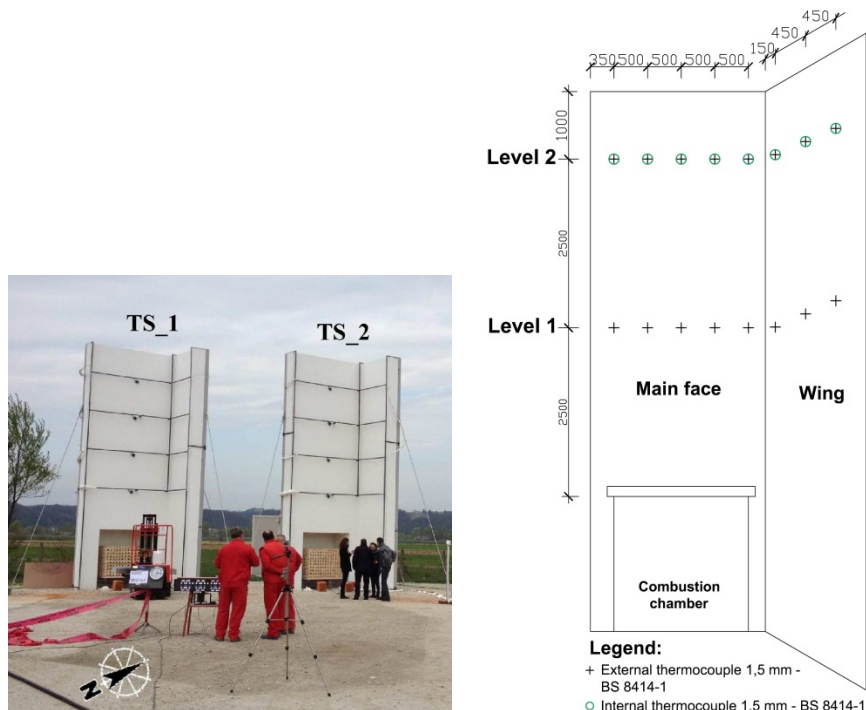 TS_1
TS_2
N
450
450
150
350 500 500 500 500
1000
Level 2
2500
Level 1
2500
Main face
Wing
Combustion
chamber
Legend:
+ External thermocouple 1,5 mm -
BS 8414-1
Internal thermocouple 1,5 mm - BS 8414-1